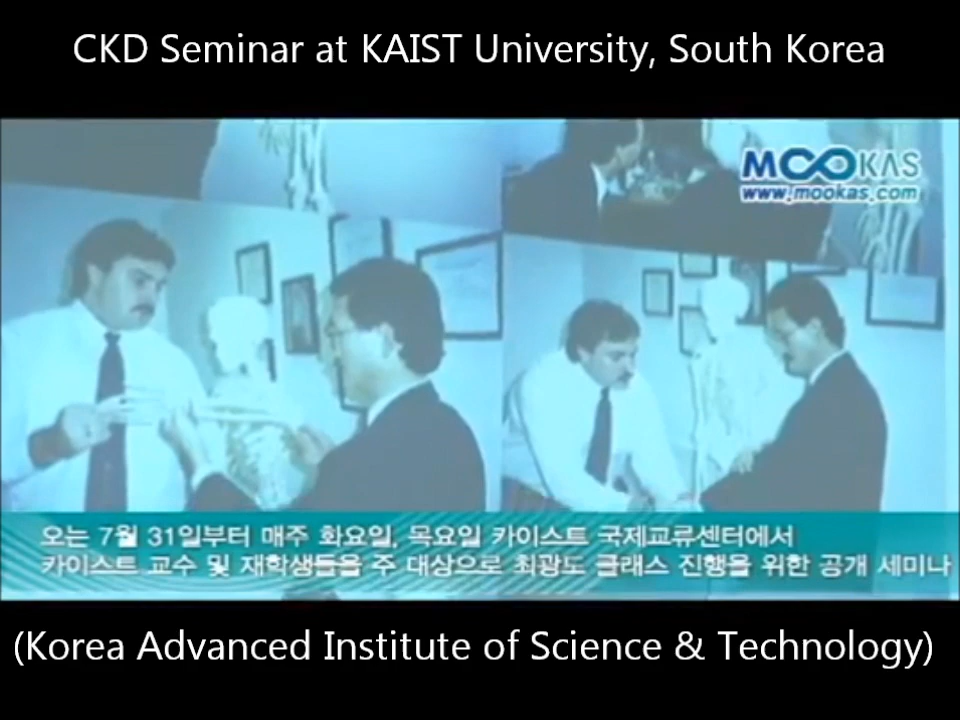 CKD Seminar at KAIST University, South Korea
MOOKAS
www.mookas.com
오는 7월 31일부터 매주 화요일, 목요일 카이스트 국제교류센터에서
카이스트 교수 및 재학생들을 주 대상으로 최광도 클래스 진행을 위한 공개 세미나
(Korea Advanced Institute of Science & Technology)